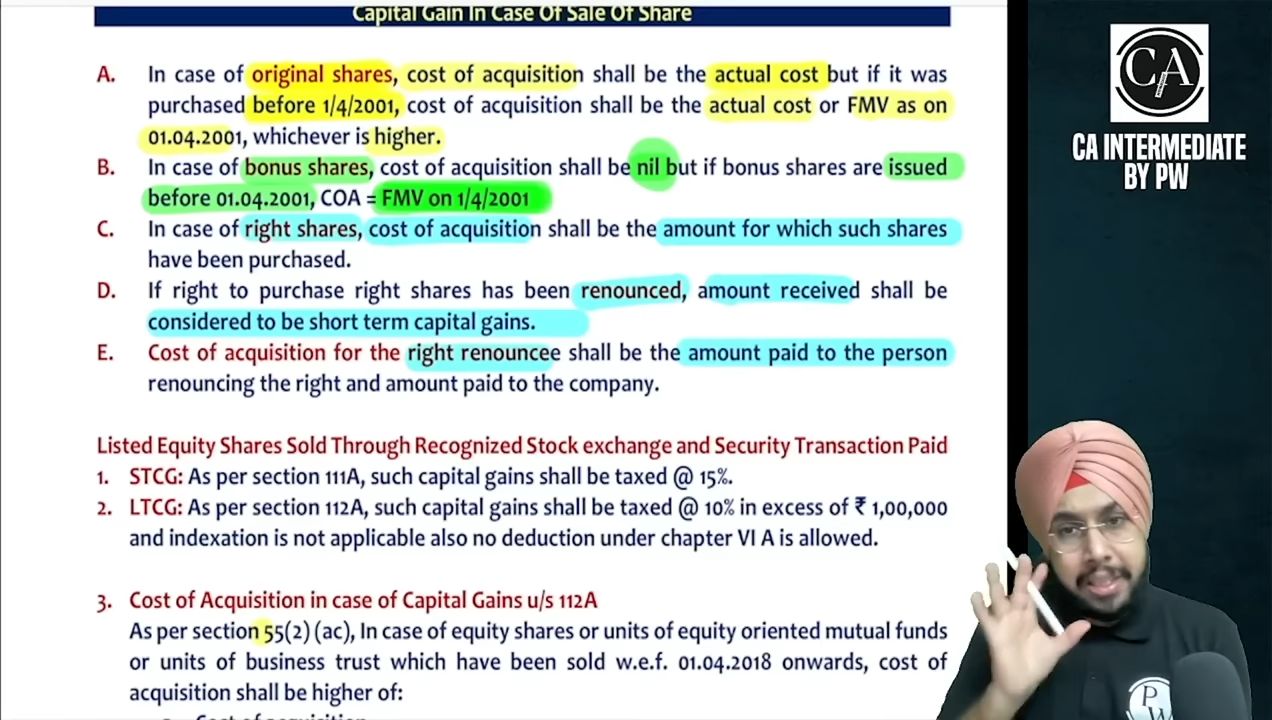 Capital Gain In Case Of Sale Of Share
A. In case of original shares, cost of acquisition shall be the actual cost but if it was
purchased before 1/4/2001, cost of acquisition shall be the actual cost or FMV as on
01.04.2001, whichever is higher.
B. In case of bonus shares, cost of acquisition shall be nil but if bonus shares are issued
before 01.04.2001, COA = FMV on 1/4/2001
C. In case of right shares, cost of acquisition shall be the amount for which such shares
have been purchased.
D. If right to purchase right shares has been renounced, amount received shall be
considered to be short term capital gains.
E. Cost of acquisition for the right renouncee shall be the amount paid to the person
renouncing the right and amount paid to the company.
Listed Equity Shares Sold Through Recognized Stock exchange and Security Transaction Paid
1. STCG: As per section 111A, such capital gains shall be taxed @ 15%.
2. LTCG: As per section 112A, such capital gains shall be taxed @ 10% in excess of ₹ 1,00,000
and indexation is not applicable also no deduction under chapter VI A is allowed.
3. Cost of Acquisition in case of Capital Gains u/s 112A
As per section 55(2) (ac), In case of equity shares or units of equity oriented mutual funds
or units of business trust which have been sold w.e.f. 01.04.2018 onwards, cost of
acquisition shall be higher of:
Cost of acquisition
CA
CA INTERMEDIATE
BY PW
P
W